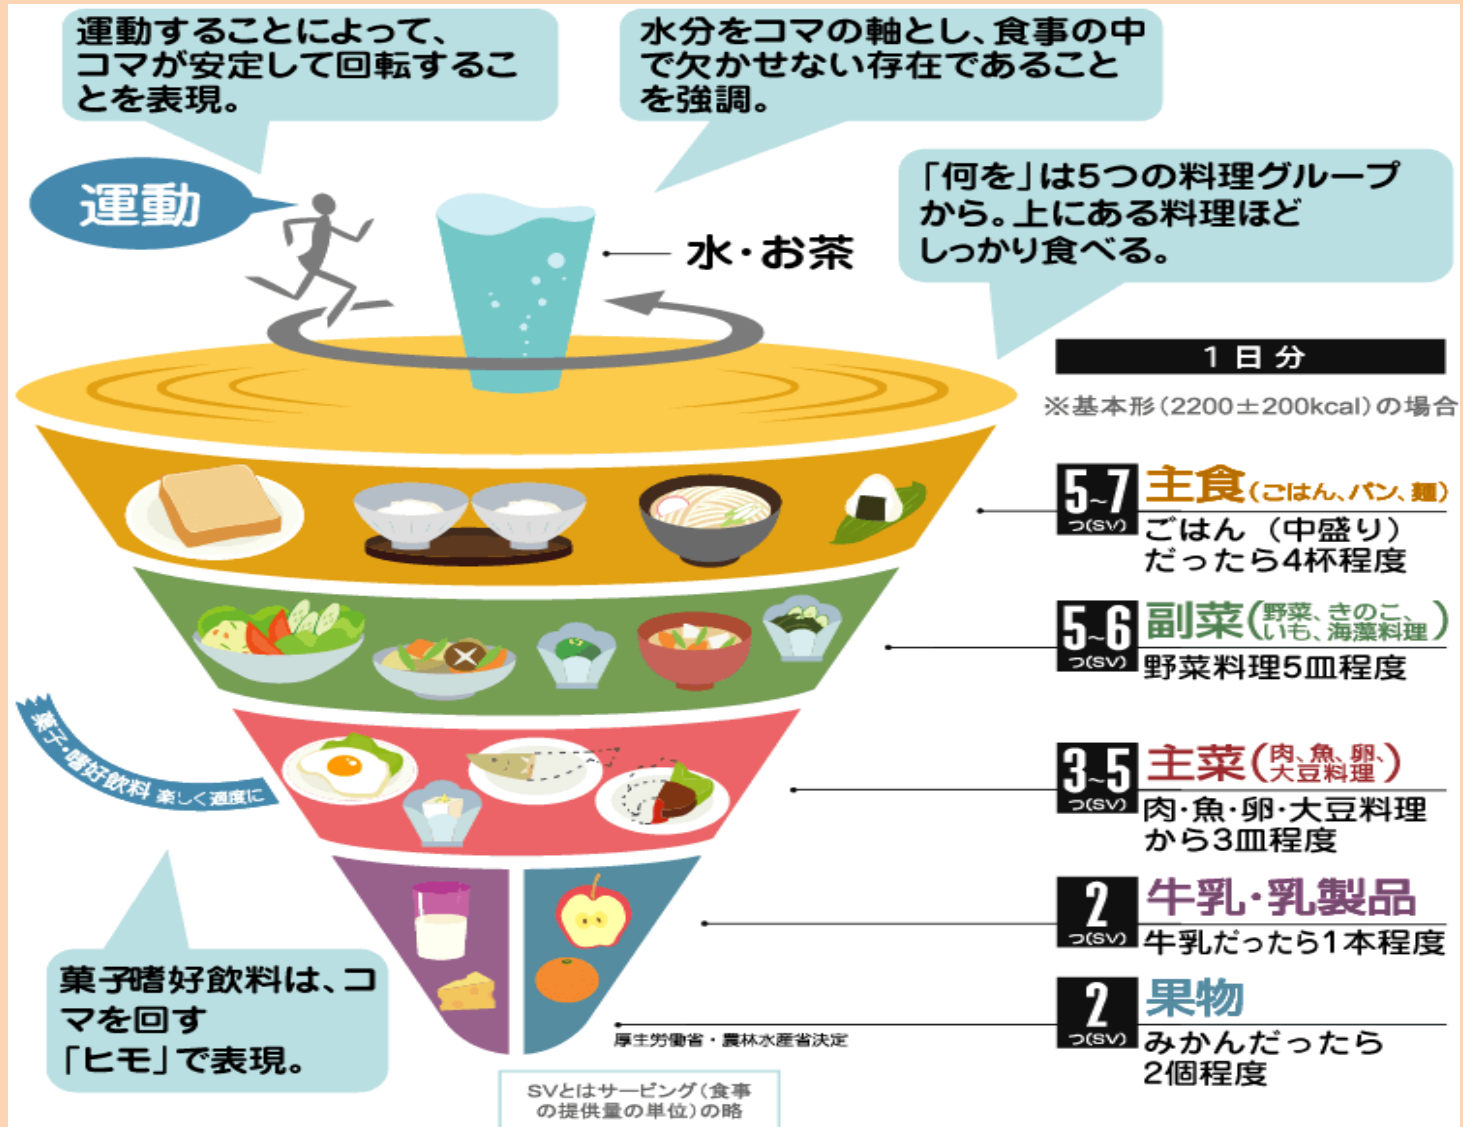 運動することによって、
コマが安定して回転するこ
とを表現。
水分をコマの軸とし、食事の中
で欠かせない存在であること
を強調。
「何を」は5つの料理グループ
から。上にある料理ほど
しっかり食べる。
運動
水・お茶
1日分
※基本形(2200±200kcal)の場合
5~7
つ(SV)
主食(ごはん、パン、麺)
ごはん (中盛り)
だったら4杯程度
5~6
つ(SV)
副菜(野菜、きのこ、
いも、海藻料理)
野菜料理5皿程度
3~5
つ(SV)
主菜(肉、魚、卵、
大豆料理)
肉・魚・卵・大豆料理
から3皿程度
2
つ(SV)
牛乳・乳製品
牛乳だったら1本程度
2
つ(SV)
果物
みかんだったら
2個程度
菓子・嗜好飲料 楽しく適度に
菓子嗜好飲料は、コ
マを回す
「ヒモ」で表現。
厚生労働省・農林水産省決定
SVとはサービング(食事
の提供量の単位)の略